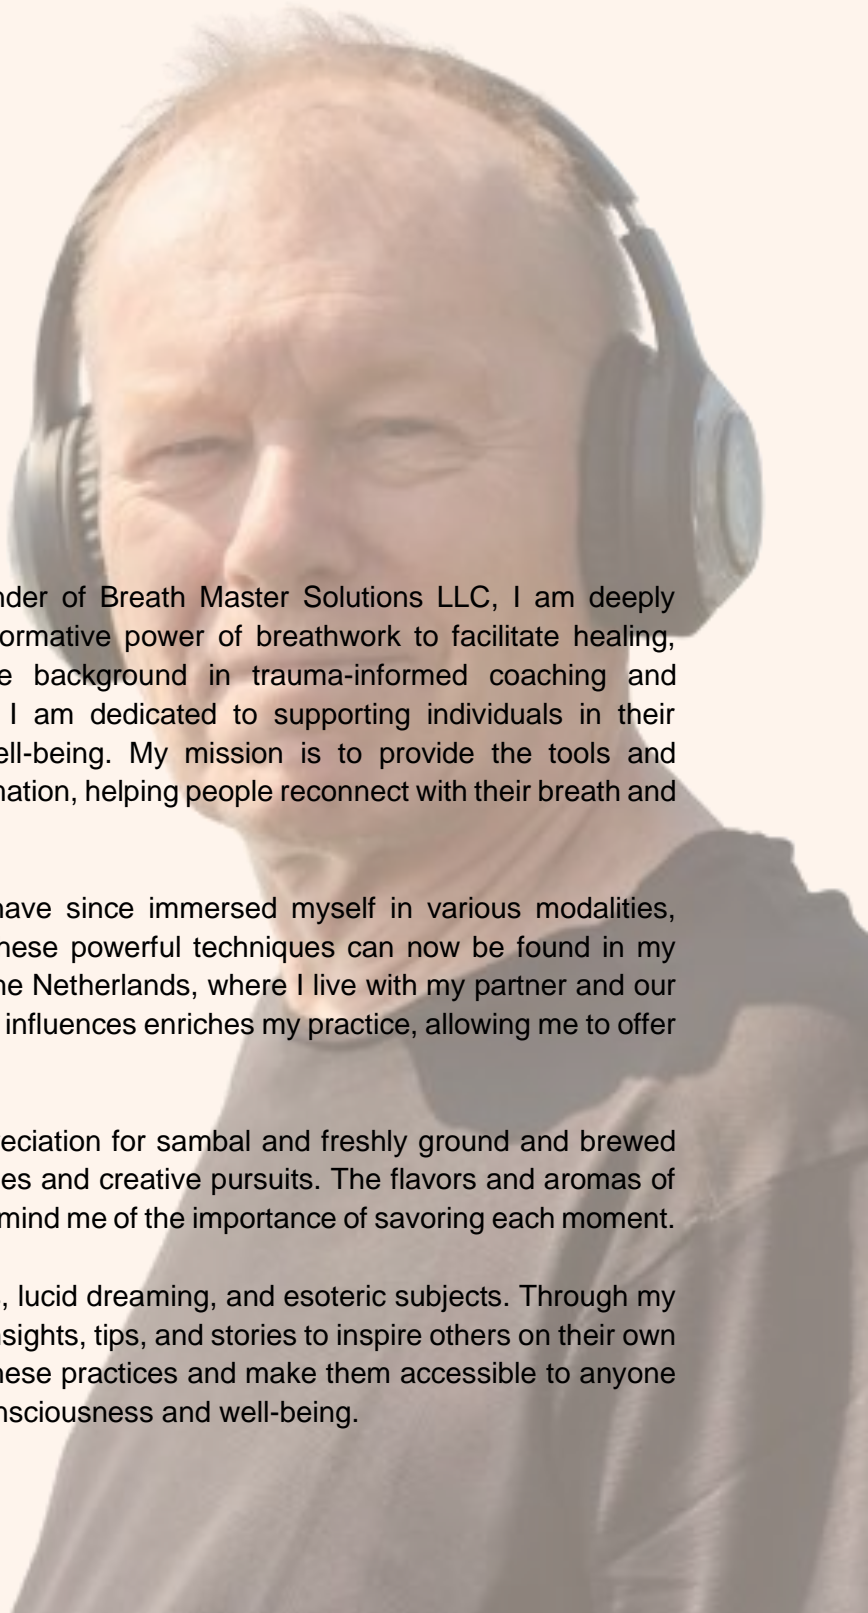 nder of Breath Master Solutions LLC, I am deeply
ormative power of breathwork to facilitate healing,
e background in trauma-informed coaching and
I am dedicated to supporting individuals in their
ell-being. My mission is to provide the tools and
nation, helping people reconnect with their breath and
have since immersed myself in various modalities,
hese powerful techniques can now be found in my
he Netherlands, where I live with my partner and our
influences enriches my practice, allowing me to offer
eciation for sambal and freshly ground and brewed
es and creative pursuits. The flavors and aromas of
mind me of the importance of savoring each moment.
, lucid dreaming, and esoteric subjects. Through my
nsights, tips, and stories to inspire others on their own
hese practices and make them accessible to anyone
nsciousness and well-being.